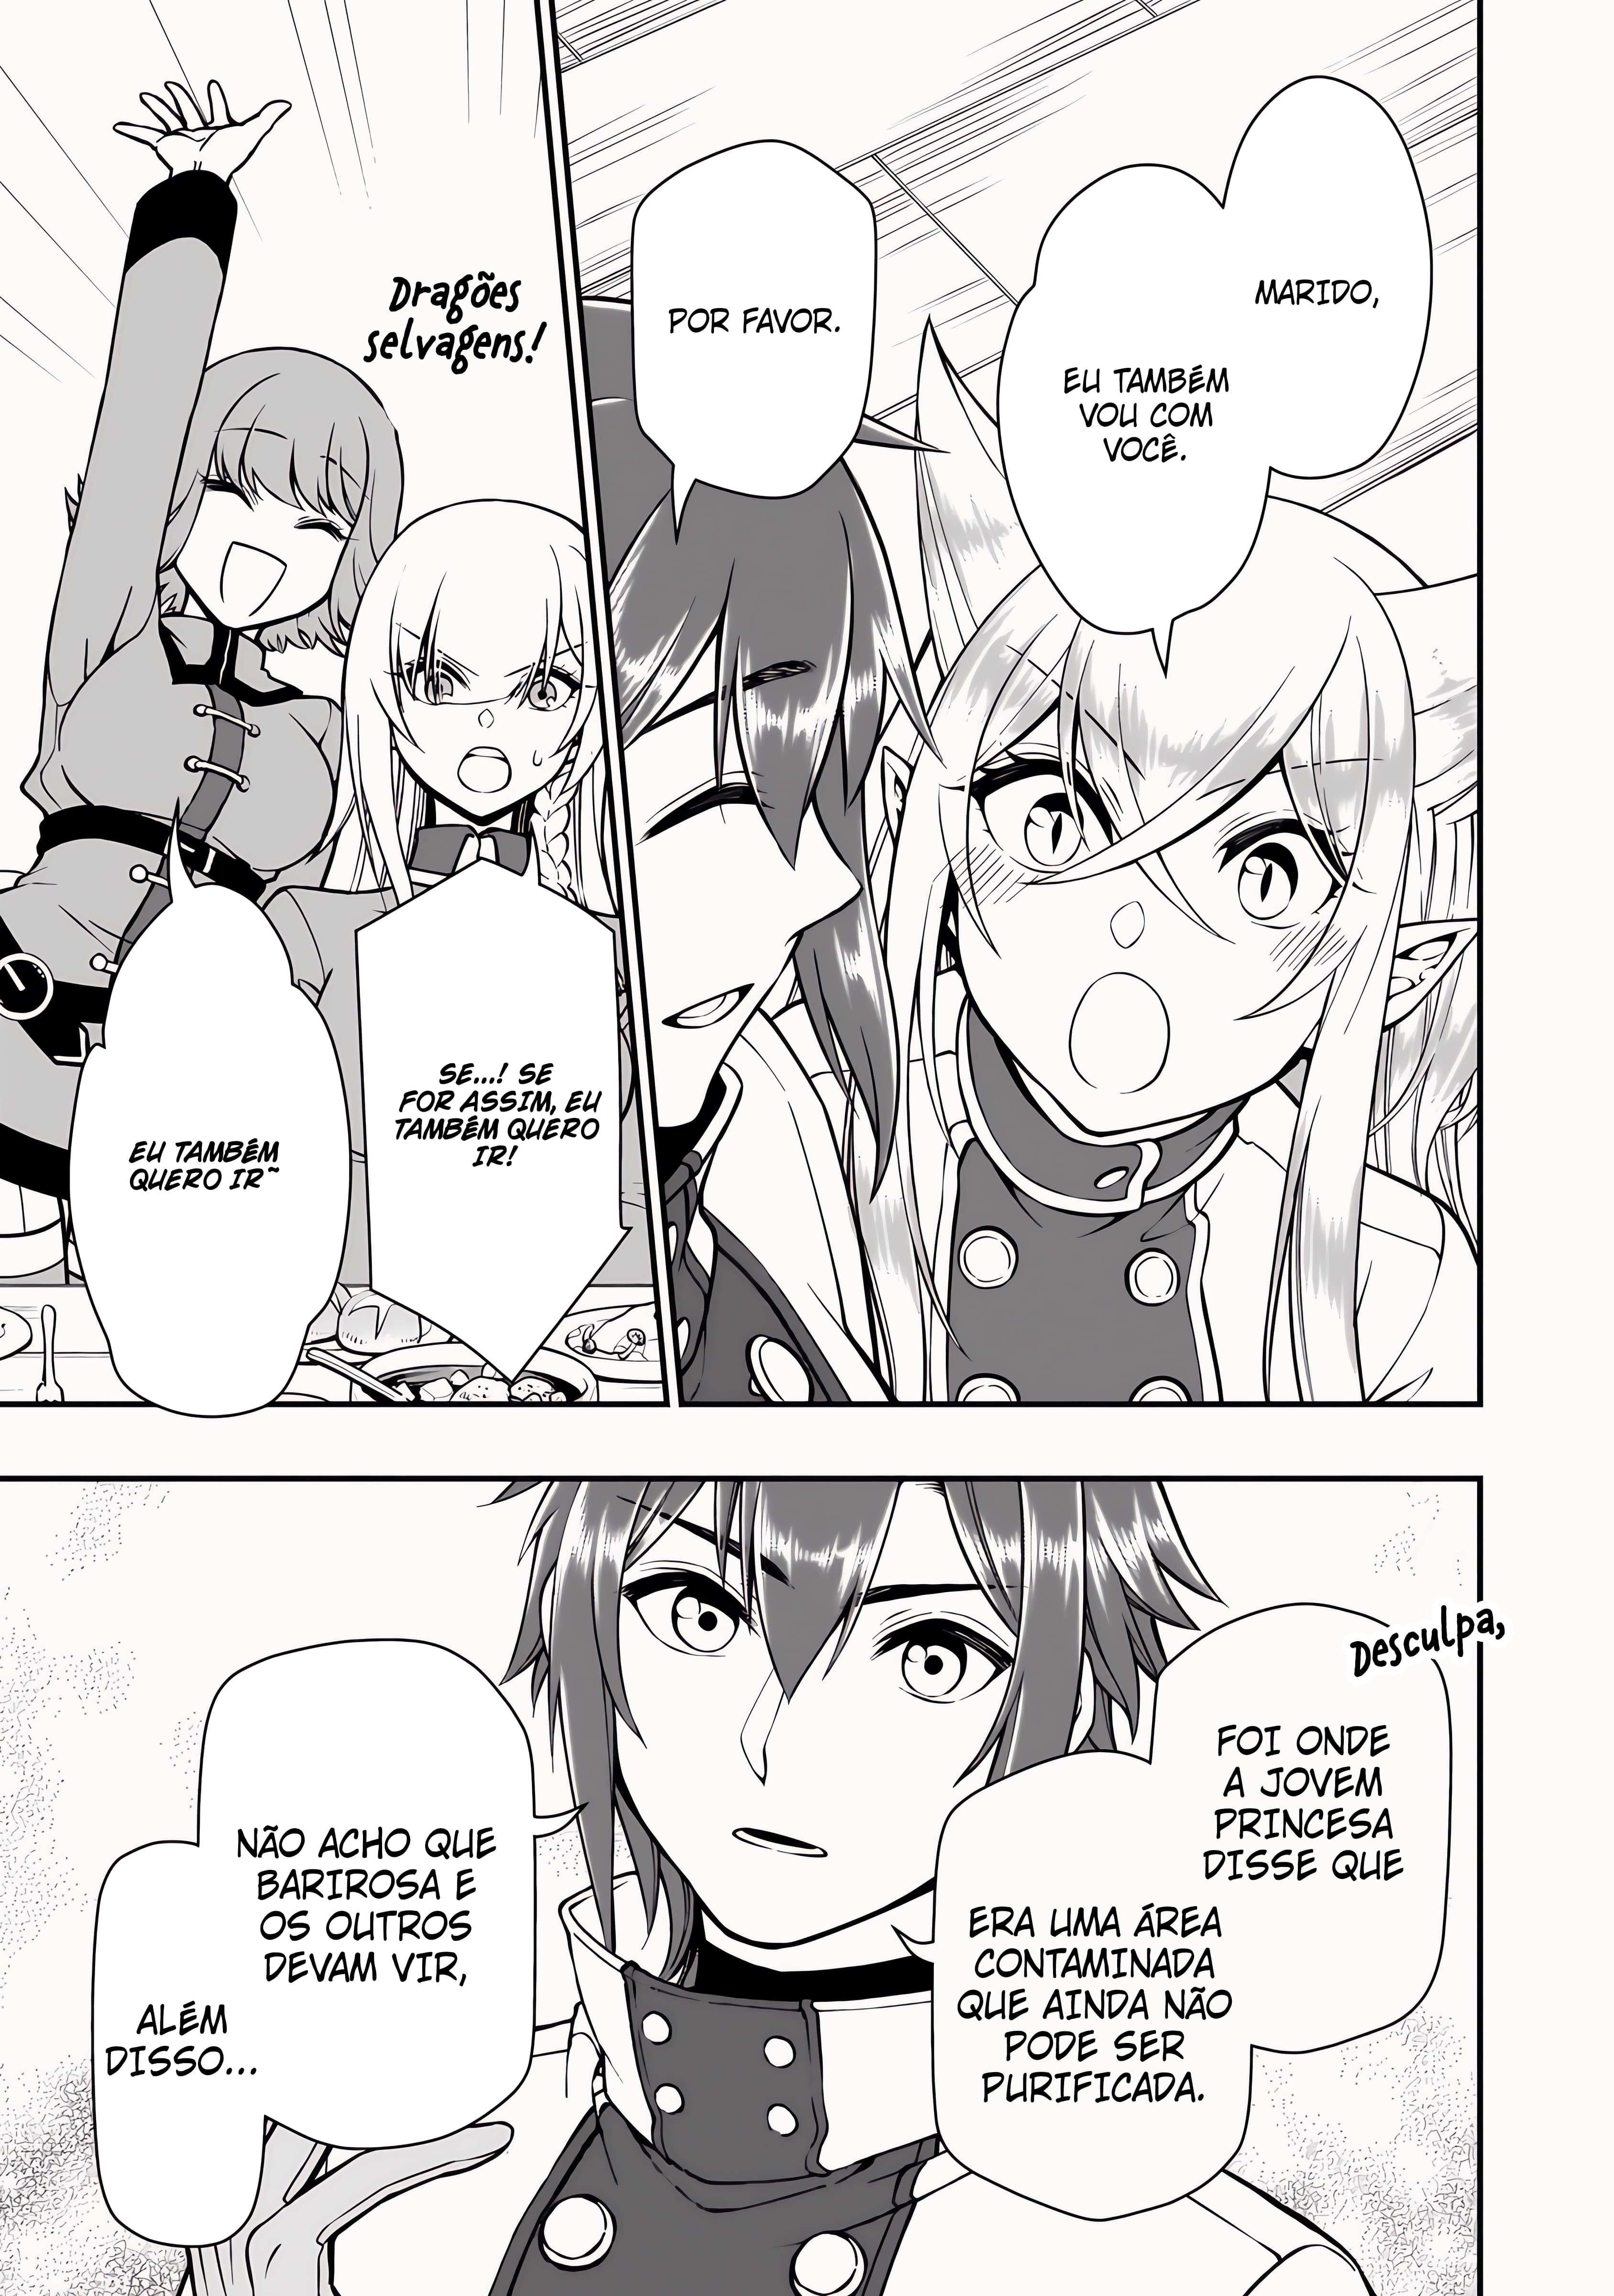 MARIDO,
EU TAMBÉM
VOU COM
VOCÊ.
POR FAVOR.
Dragões
selvagens!
SE...! SE
FOR ASSIM, EU
TAMBÉM QUERO
IR!
EU TAMBÉM
QUERO IR~
Desculpa,
FOI ONDE
A JOVEM
PRINCESA
DISSE QUE
ERA UMA ÁREA
CONTAMINADA
QUE AINDA NÃO
PODE SER
PURIFICADA.
NÃO ACHO QUE
BARIROSA E
OS OUTROS
DEVAM VIR,
ALÉM
DISSO...